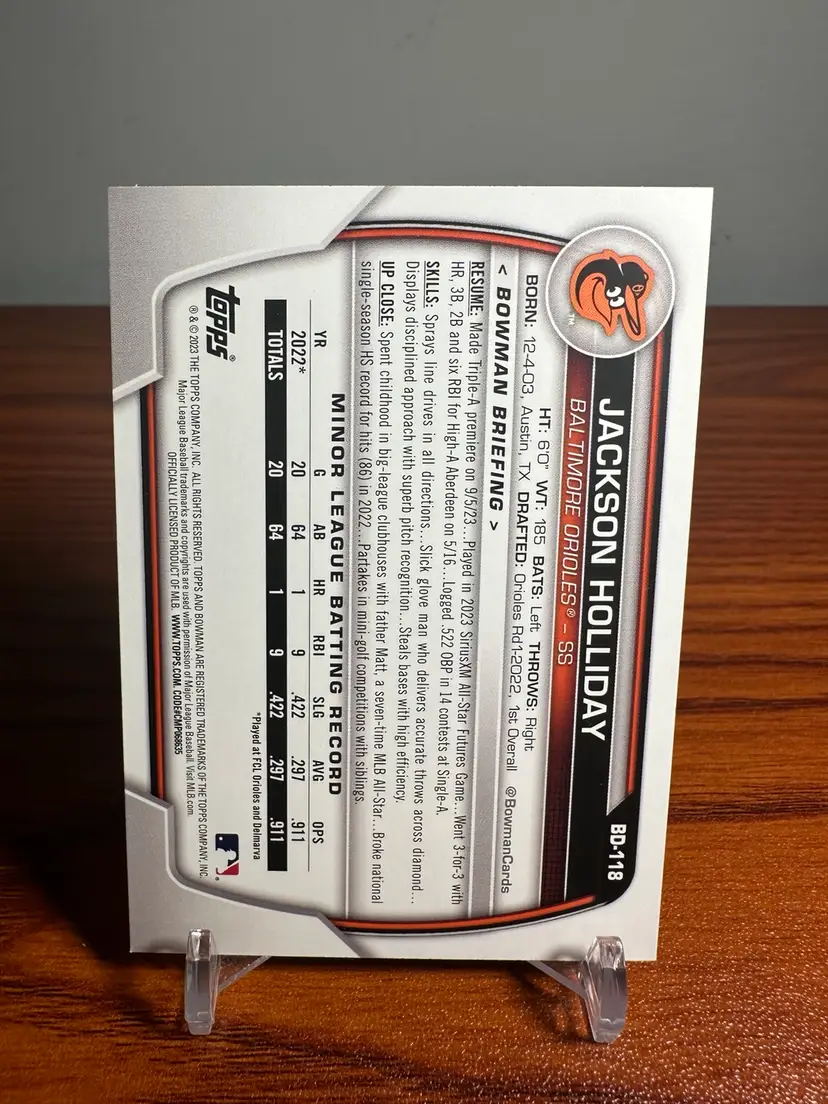 BD-118
JACKSON HOLLIDAY
BALTIMORE ORIOLES® – SS
TM
HT: 6'0" WT: 185 BATS: Left THROWS: Right
BORN: 12-4-03, Austin, TX DRAFTED: Orioles Rd1-2022, 1st Overall
< BOWMAN BRIEFING > @BowmanCards
RESUME: Made Triple-A premiere on 9/5/23...Played in 2023 SiriusXM All-Star Futures Game...Went 3-for-3 with
HR, 3B, 2B and six RBI for High-A Aberdeen on 5/16...Logged .522 OBP in 14 contests at Single-A.
SKILLS: Sprays line drives in all directions...Slick glove man who delivers accurate throws across diamond...
Displays disciplined approach with superb pitch recognition...Steals bases with high efficiency.
UP CLOSE: Spent childhood in big-league clubhouses with father Matt, a seven-time MLB All-Star...Broke national
single-season HS record for hits (86) in 2022...Partakes in mini-golf competitions with siblings.
MINOR LEAGUE BATTING RECORD
YR G AB HR RBI SLG AVG OPS
2022* 20 64 1 9 .422 .297 .911
TOTALS 20 64 1 9 .422 .297 .911
*Played at FCL Orioles and Delmarva
topps®
® & © 2023 THE TOPPS COMPANY, INC. ALL RIGHTS RESERVED. TOPPS AND BOWMAN ARE REGISTERED TRADEMARKS OF THE TOPPS COMPANY, INC.
Major League Baseball trademarks and copyrights are used with permission of Major League Baseball. Visit MLB.com.
OFFICIALLY LICENSED PRODUCT OF MLB. WWW.TOPPS.COM. CODE#CMP068635